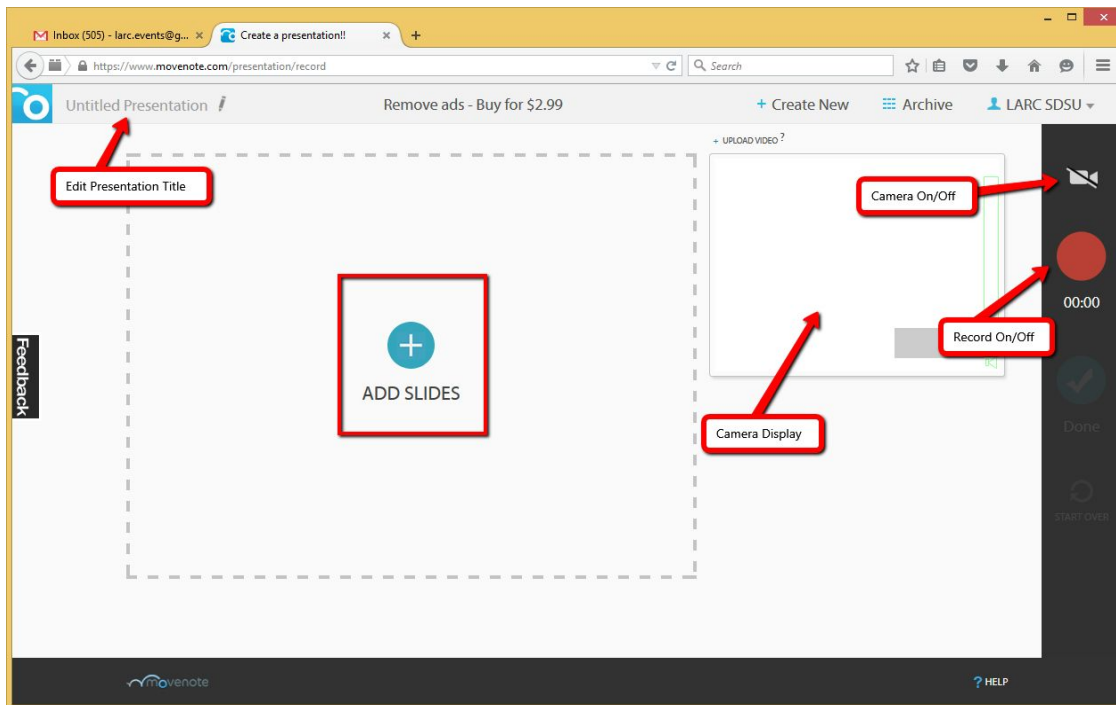 Inbox (505) - larc.events@g... ×
Create a presentation!! ×
https://www.movenote.com/presentation/record
Search
Untitled Presentation
Remove ads - Buy for $2.99
+ Create New
Archive
LARC SDSU
+ UPLOAD VIDEO ?
Edit Presentation Title
Camera On/Off
00:00
Record On/Off
Feedback
ADD SLIDES
Camera Display
Done
START OVER
movenote
? HELP